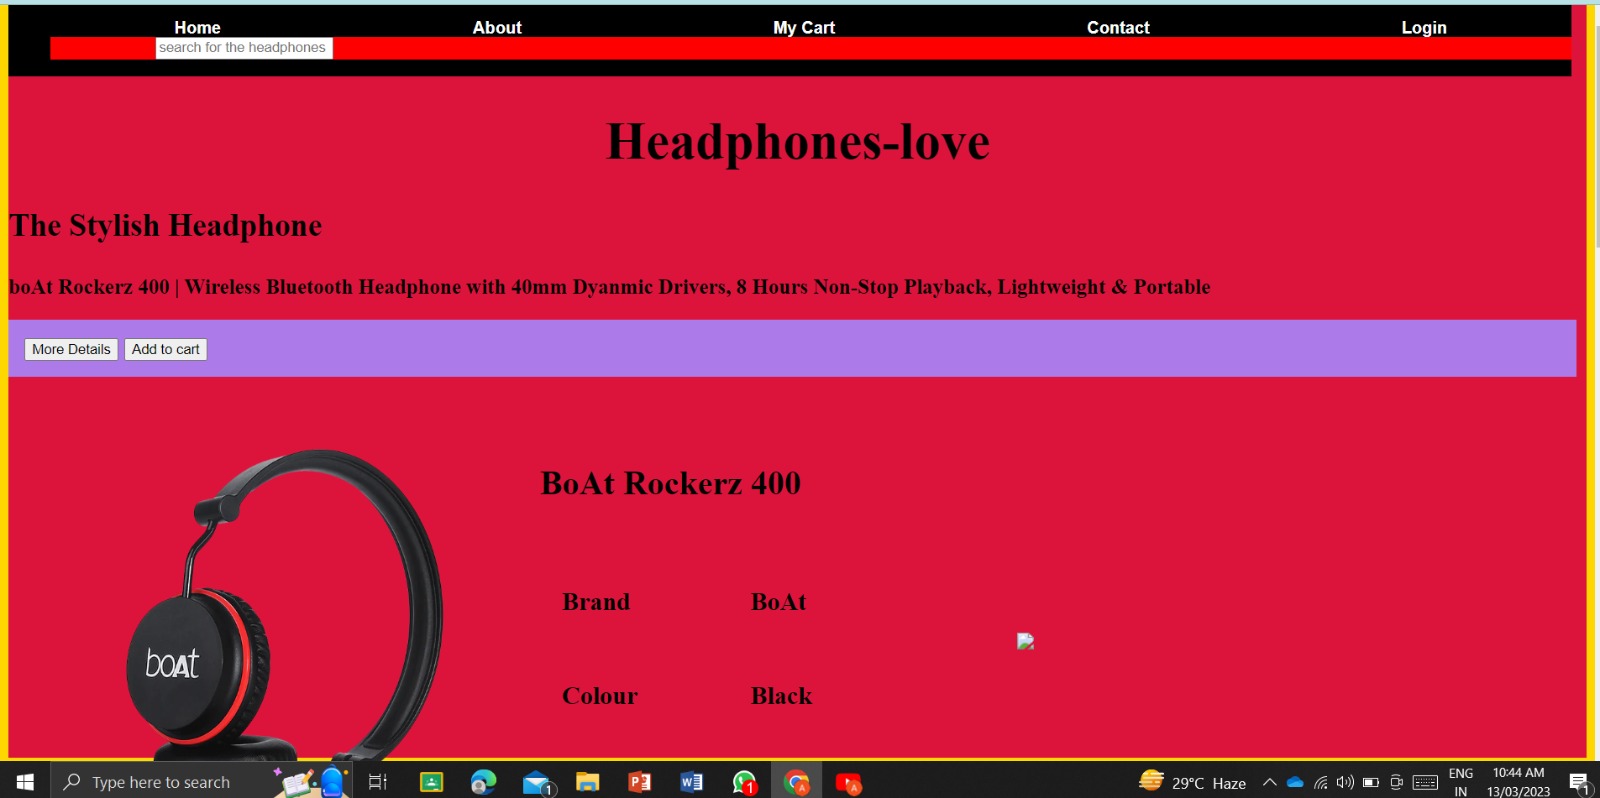 Home About My Cart Contact Login
search for the headphones
Headphones-love
The Stylish Headphone
boAt Rockerz 400 | Wireless Bluetooth Headphone with 40mm Dyanmic Drivers, 8 Hours Non-Stop Playback, Lightweight & Portable
More Details Add to cart
BoAt Rockerz 400
Brand BoAt
boAt
Colour Black
Type here to search
1
1
29°C Haze
ENG
IN
10:44 AM
13/03/2023
1